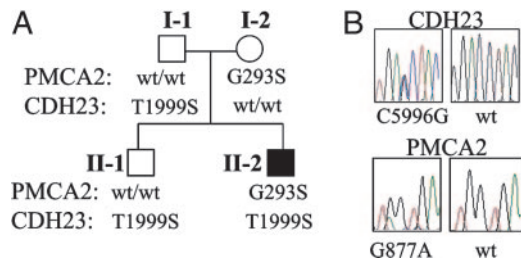 A
I-1 I-2
PMCA2: wt/wt G293S
CDH23: T1999S wt/wt
II-1 II-2
PMCA2: wt/wt G293S
CDH23: T1999S T1999S
B
CDH23
C5996G wt
PMCA2
G877A wt